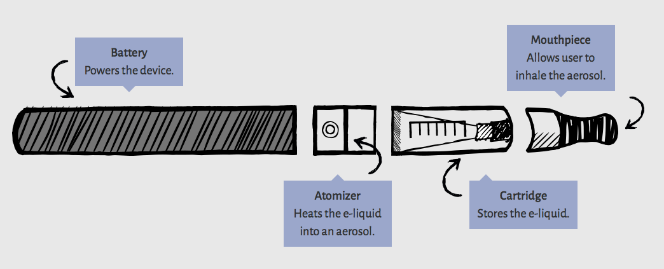 Battery
Powers the device.
Mouthpiece
Allows user to
inhale the aerosol.
Atomizer
Heats the e-liquid
into an aerosol.
Cartridge
Stores the e-liquid.